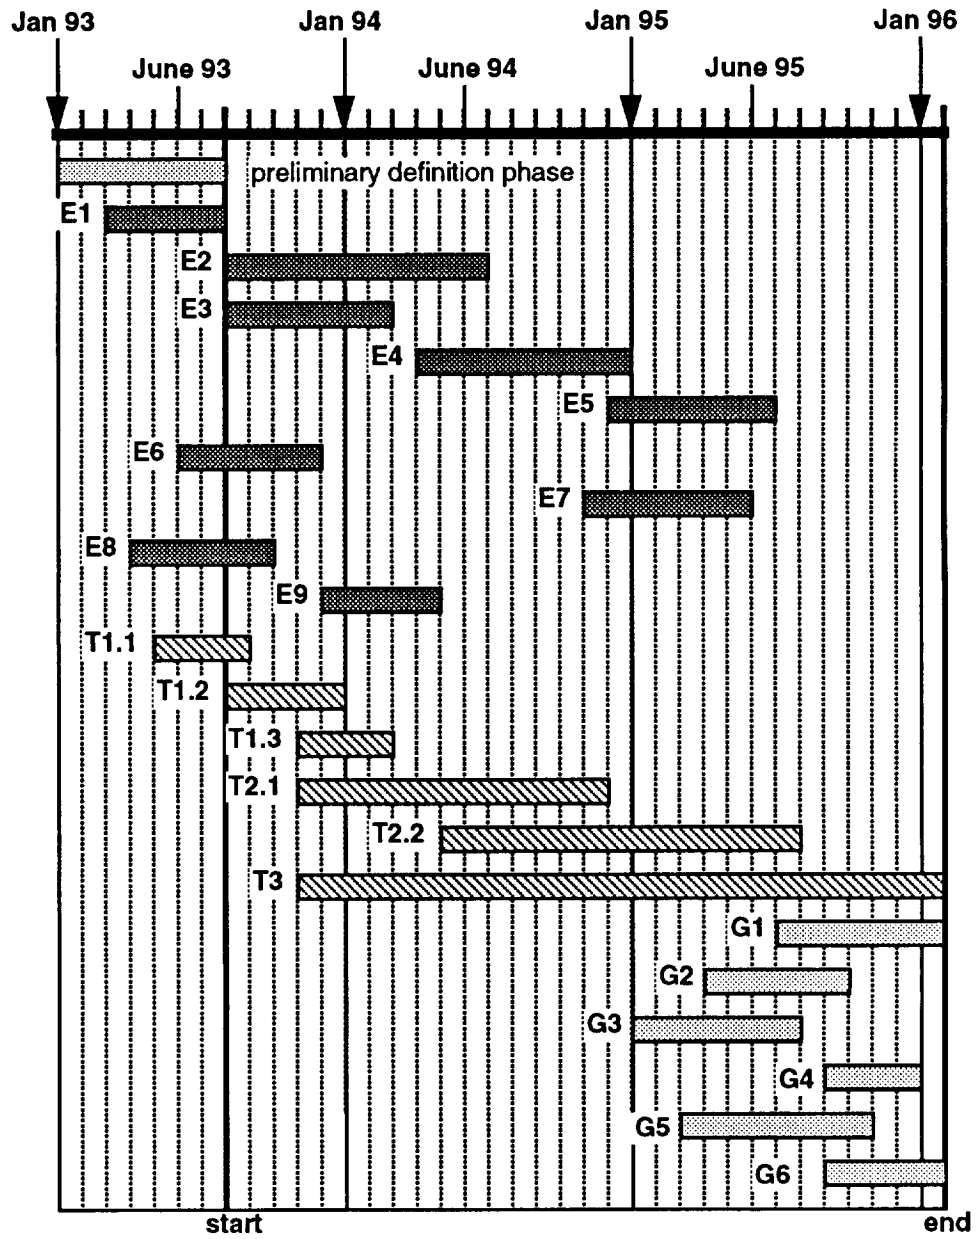 Jan 93 Jan 94 Jan 95 Jan 96
June 93 June 94 June 95
preliminary definition phase
E1
E2
E3
E4
E5
E6
E7
E8
E9
T1.1
T1.2
T1.3
T2.1
T2.2
T3
G1
G2
G3
G4
G5
G6
start end